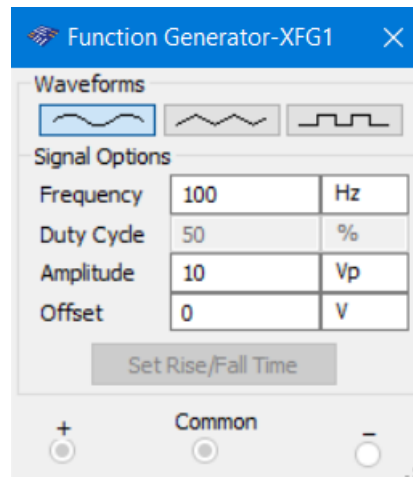 Function Generator-XFG1
Waveforms
Signal Options
Frequency 100 Hz
Duty Cycle 50 %
Amplitude 10 Vp
Offset 0 V
Set Rise/Fall Time
+ Common −